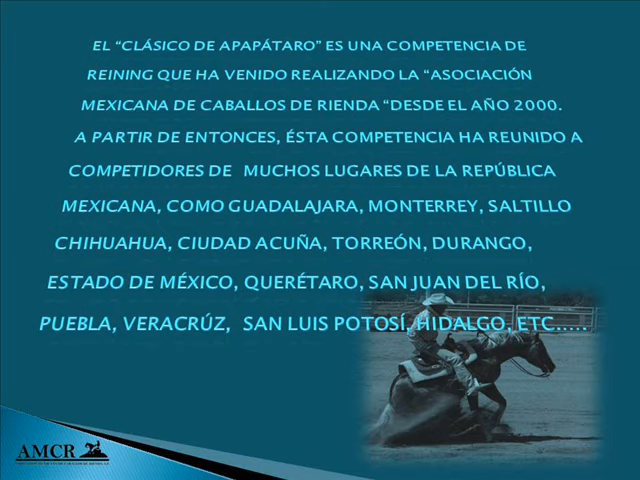 EL “CLÁSICO DE APAPÁTARO” ES UNA COMPETENCIA DE
REINING QUE HA VENIDO REALIZANDO LA “ASOCIACIÓN
MEXICANA DE CABALLOS DE RIENDA “DESDE EL AÑO 2000.
A PARTIR DE ENTONCES, ÉSTA COMPETENCIA HA REUNIDO A
COMPETIDORES DE MUCHOS LUGARES DE LA REPÚBLICA
MEXICANA, COMO GUADALAJARA, MONTERREY, SALTILLO
CHIHUAHUA, CIUDAD ACUÑA, TORREÓN, DURANGO,
ESTADO DE MÉXICO, QUERÉTARO, SAN JUAN DEL RÍO,
PUEBLA, VERACRÚZ, SAN LUIS POTOSÍ, HIDALGO, ETC.....
AMCR